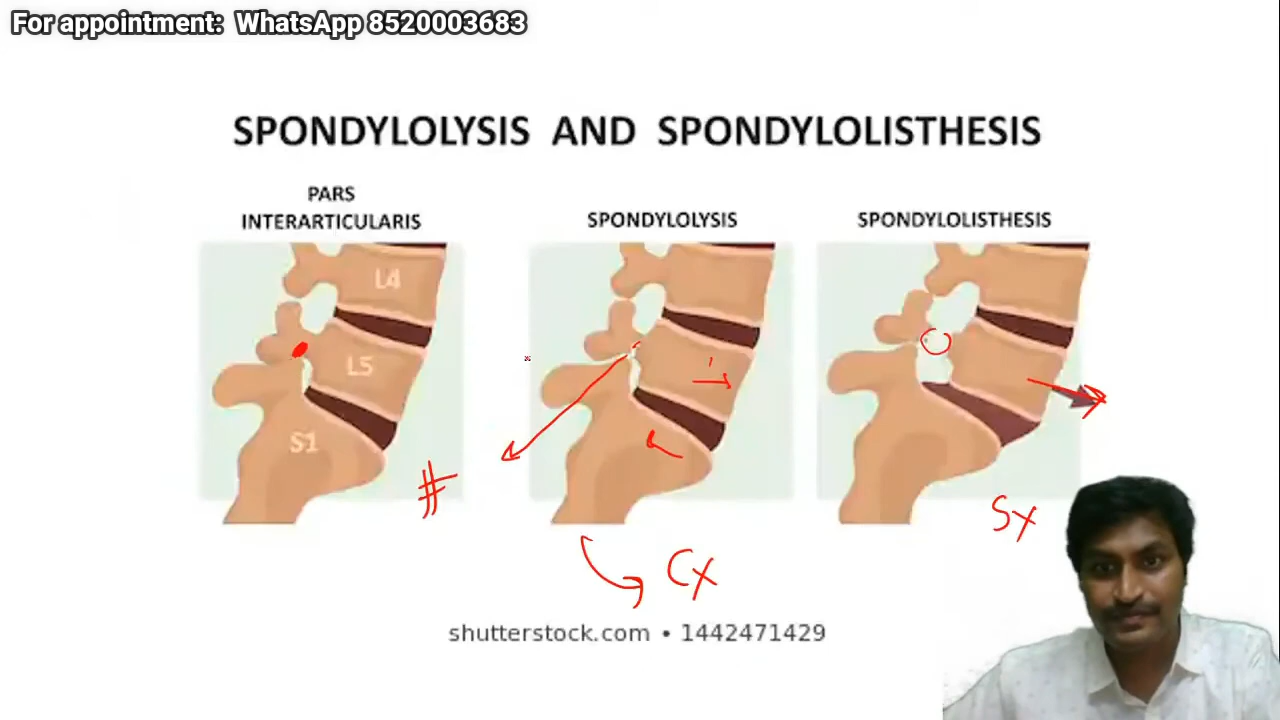 For appointment: WhatsApp 8520003683
SPONDYLOLYSIS AND SPONDYLOLISTHESIS
PARS
INTERARTICULARIS
SPONDYLOLYSIS
SPONDYLOLISTHESIS
L4
L5
S1
#
Sx
Cx
shutterstock.com • 1442471429